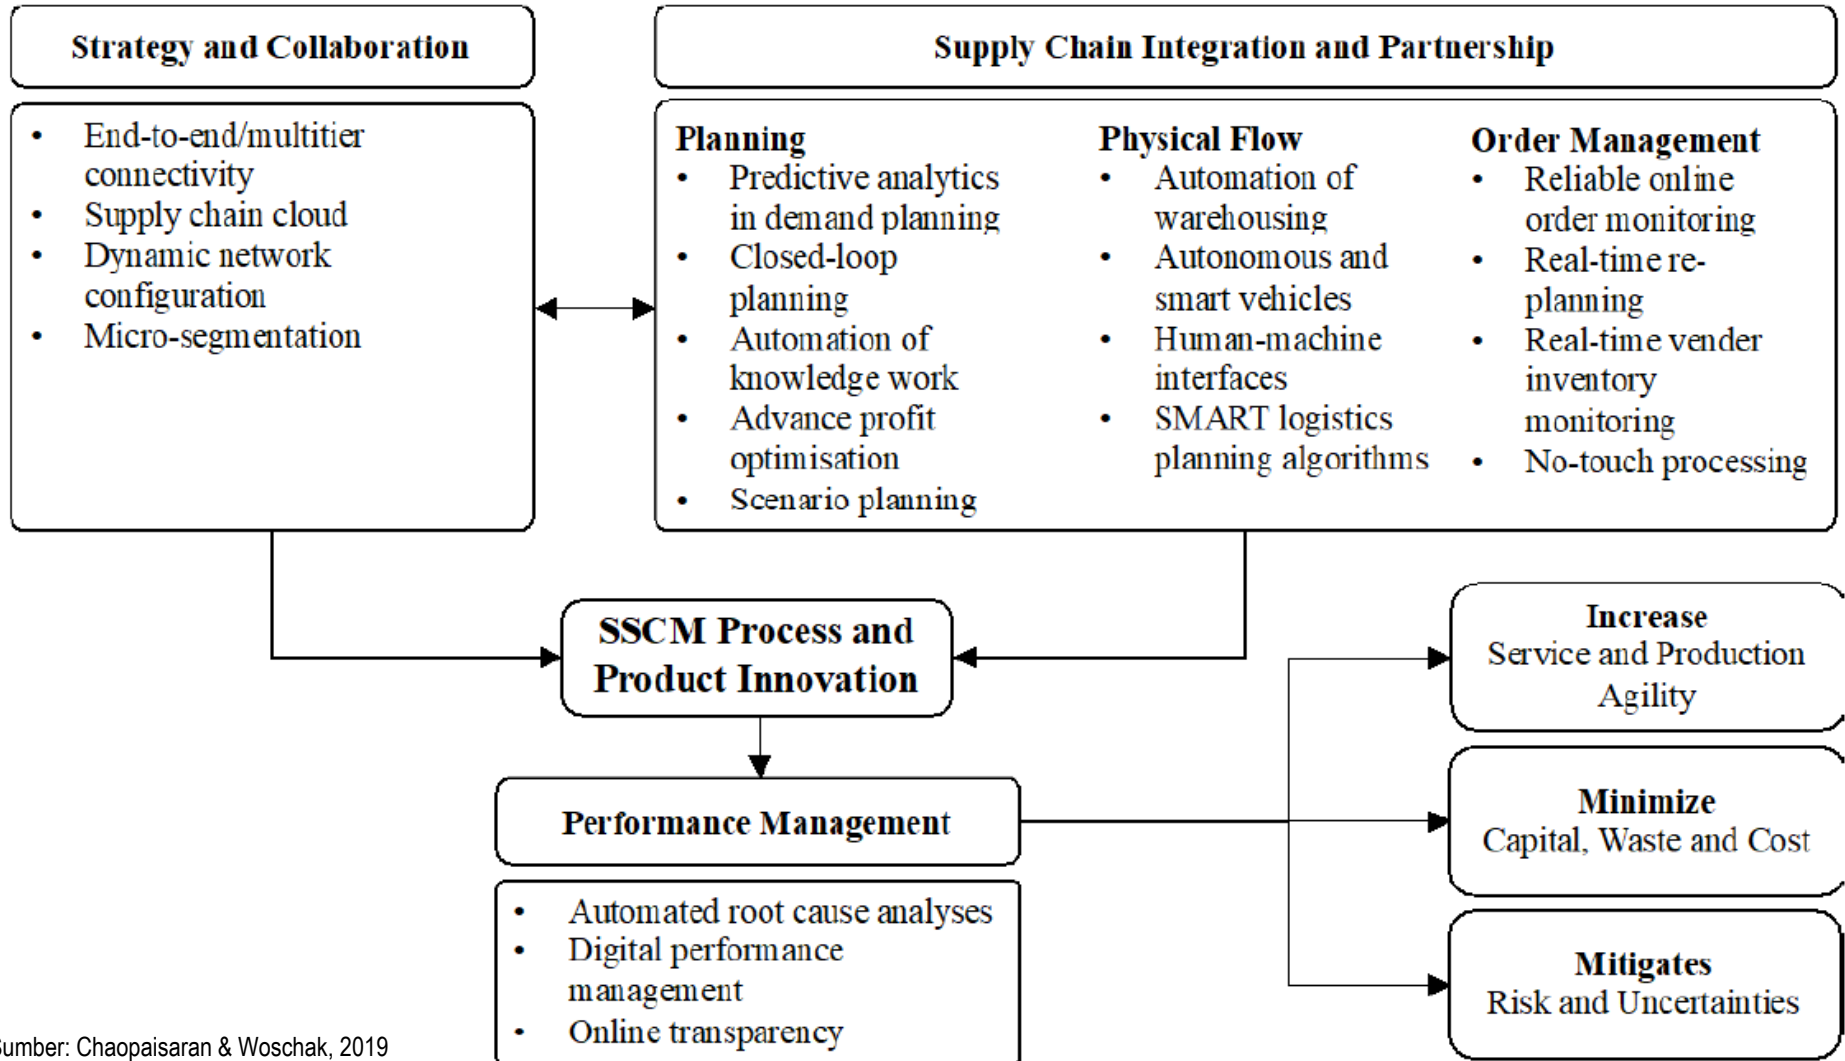 Strategy and Collaboration
• End-to-end/multitier
connectivity
• Supply chain cloud
• Dynamic network
configuration
• Micro-segmentation
Supply Chain Integration and Partnership
Planning
• Predictive analytics
in demand planning
• Closed-loop
planning
• Automation of
knowledge work
• Advance profit
optimisation
• Scenario planning
Physical Flow
• Automation of
warehousing
• Autonomous and
smart vehicles
• Human-machine
interfaces
• SMART logistics
planning algorithms
Order Management
• Reliable online
order monitoring
• Real-time re-
planning
• Real-time vender
inventory
monitoring
• No-touch processing
SSCM Process and
Product Innovation
Performance Management
• Automated root cause analyses
• Digital performance
management
• Online transparency
Increase
Service and Production
Agility
Minimize
Capital, Waste and Cost
Mitigates
Risk and Uncertainties
Sumber: Chaopaisaran & Woschak, 2019